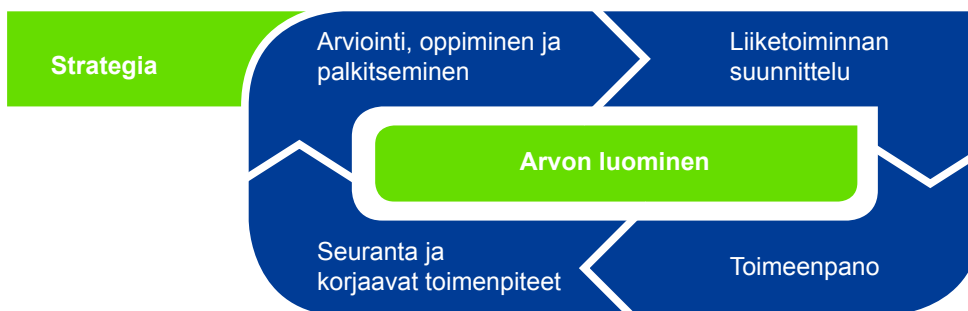 Strategia
Arviointi, oppiminen ja
palkitseminen
Liiketoiminnan
suunnittelu
Arvon luominen
Seuranta ja
korjaavat toimenpiteet
Toimeenpano